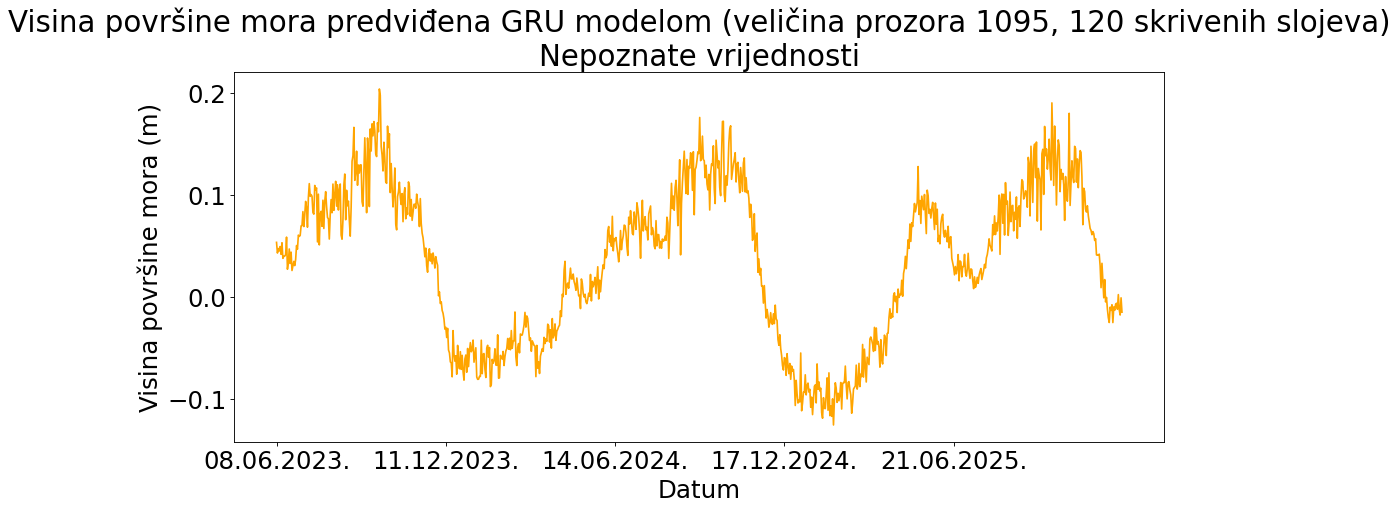 Visina površine mora predviđena GRU modelom (veličina prozora 1095, 120 skrivenih slojeva)
Nepoznate vrijednosti
Visina površine mora (m)
0.2
0.1
0.0
−0.1
08.06.2023. 11.12.2023. 14.06.2024. 17.12.2024. 21.06.2025.
Datum